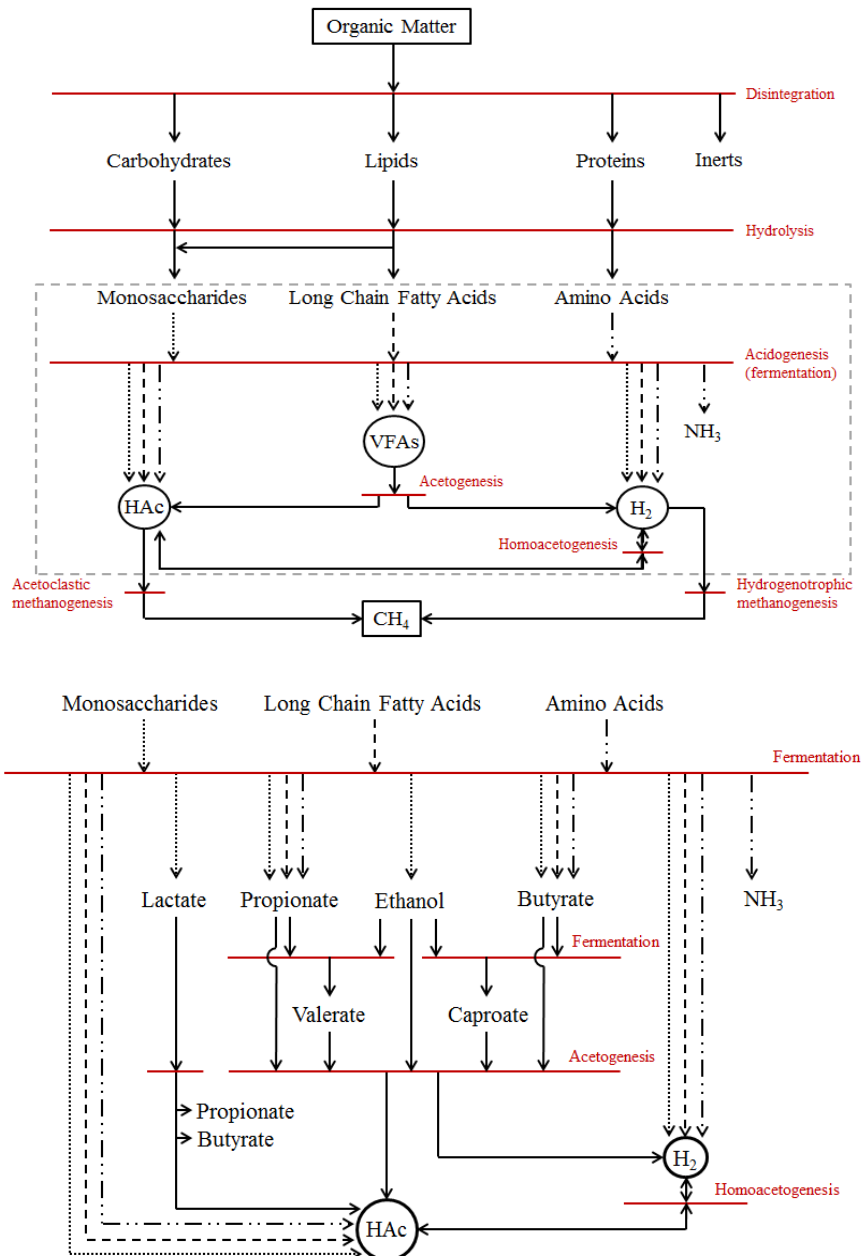 Organic Matter
Disintegration
Carbohydrates
Lipids
Proteins
Inerts
Hydrolysis
Monosaccharides
Long Chain Fatty Acids
Amino Acids
Acidogenesis
(fermentation)
VFAs
NH3
Acetogenesis
HAc
H2
Homoacetogenesis
Acetoclastic
methanogenesis
Hydrogenotrophic
methanogenesis
CH4
Monosaccharides
Long Chain Fatty Acids
Amino Acids
Fermentation
Lactate
Propionate
Ethanol
Butyrate
NH3
Fermentation
Valerate
Caproate
Acetogenesis
Propionate
Butyrate
H2
Homoacetogenesis
HAc